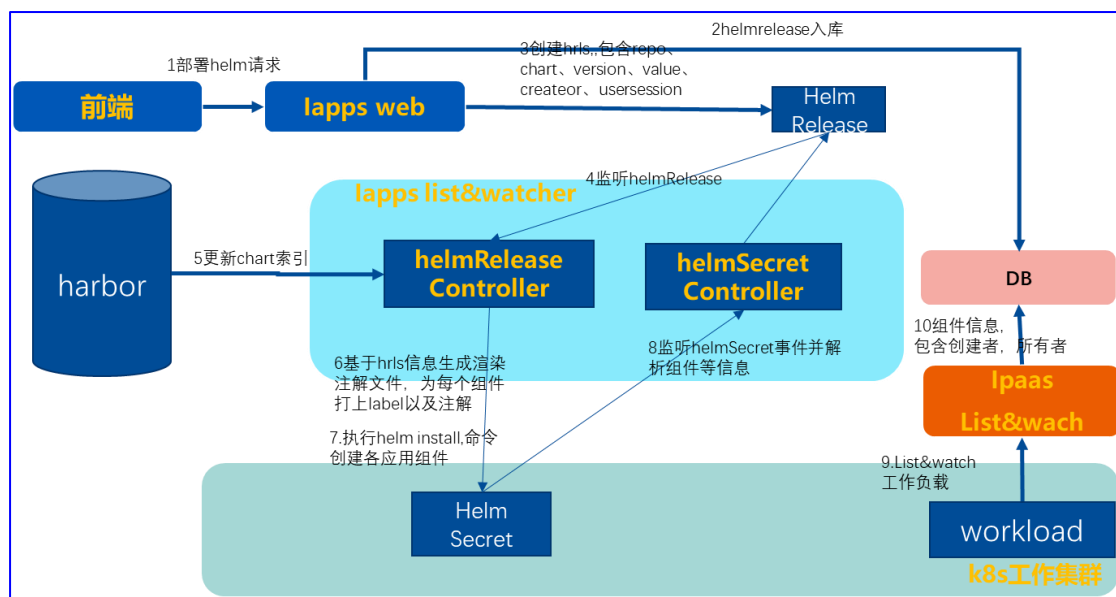 2helmrelease入库
1部署helm请求
3创建hrls,,包含repo、
chart、version、value、
createor、usersession
前端
Iapps web
Helm
Release
Iapps list&watcher
4监听helmRelease
harbor
5更新chart索引
helmRelease
Controller
helmSecret
Controller
DB
6基于hrls信息生成渲染
注解文件，为每个组件
打上label以及注解
8监听helmSecret事件并解
析组件等信息
10组件信息,
包含创建者，所有者
Ipaas
List&wach
7.执行helm install,命令
创建各应用组件
9.List&watch
工作负载
Helm
Secret
workload
k8s工作集群